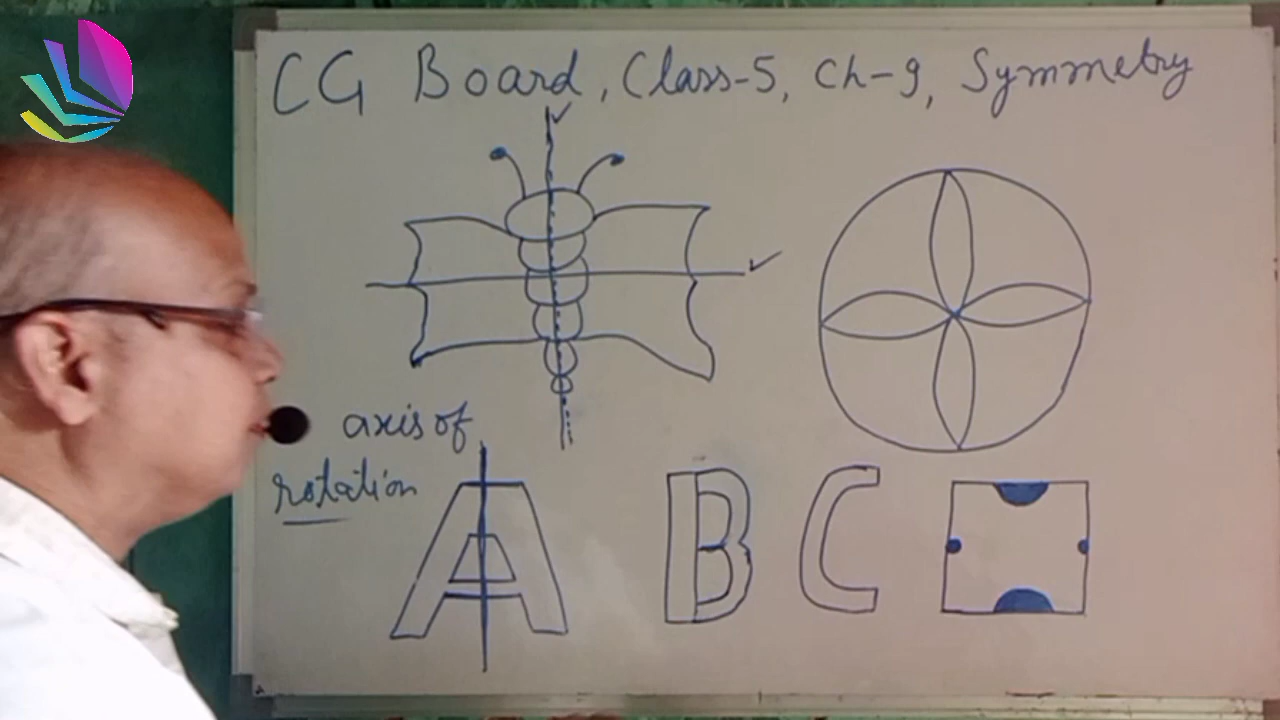 CG Board, Class-5, Ch-9, Symmetry
axis of
rotation
A B C